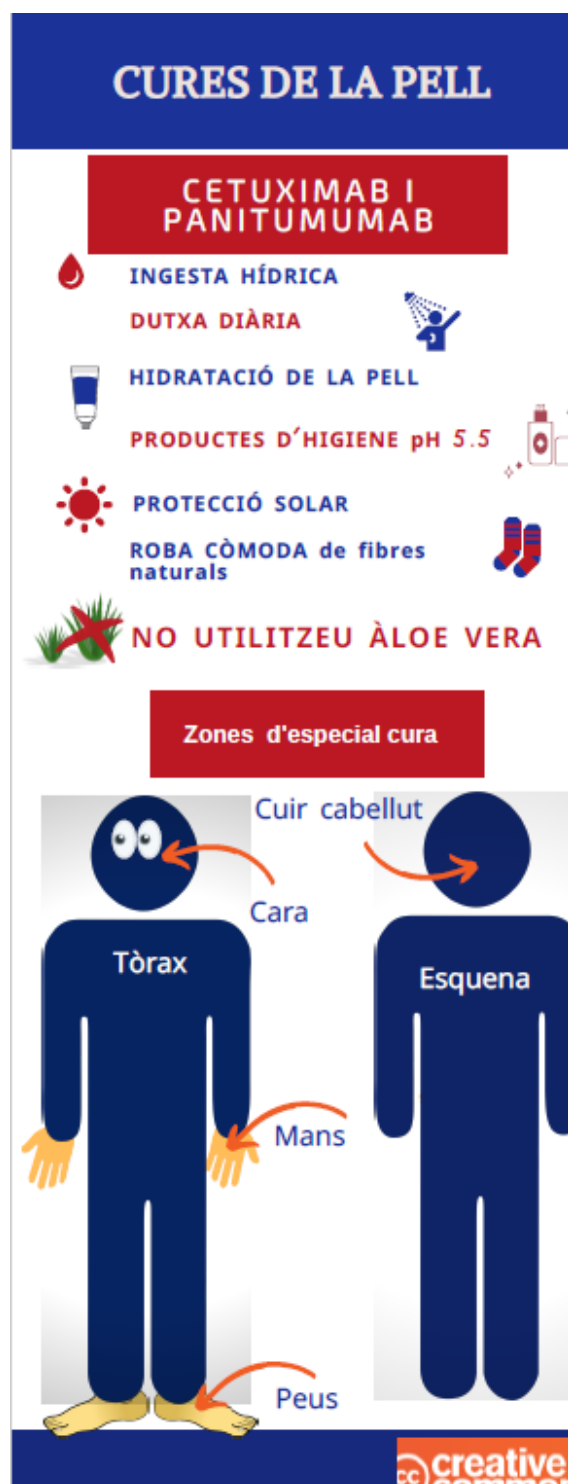 CURES DE LA PELL
CETUXIMAB I
PANITUMUMAB
INGESTA HÍDRICA
DUTXA DIÀRIA
HIDRATACIÓ DE LA PELL
PRODUCTES D´HIGIENE pH 5.5
PROTECCIÓ SOLAR
ROBA CÒMODA de fibres
naturals
NO UTILITZEU ÀLOE VERA
Zones d'especial cura
Cuir cabellut
Cara
Tòrax
Esquena
Mans
Peus
cc creative